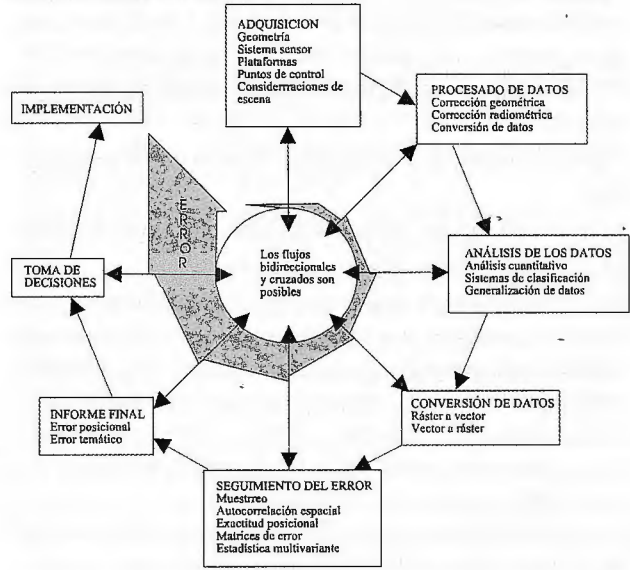 ADQUISICION
Geometría
Sistema sensor
Plataformas
Puntos de control
Considerrraciones de
escena
PROCESADO DE DATOS
Corrección geométrica
Corrección radiométrica
Conversión de datos
IMPLEMENTACIÓN
ERROR
Los flujos
bidireccionales
y cruzados son
posibles
ANÁLISIS DE LOS DATOS
Análisis cuantitativo
Sistemas de clasificación
Generalización de datos
TOMA DE
DECISIONES
CONVERSIÓN DE DATOS
Ráster a vector
Vector a ráster
INFORME FINAL
Error posicional
Error temático
SEGUIMIENTO DEL ERROR
Muestreo
Autocorrelación espacial
Exactitud posicional
Matrices de error
Estadística multivariante